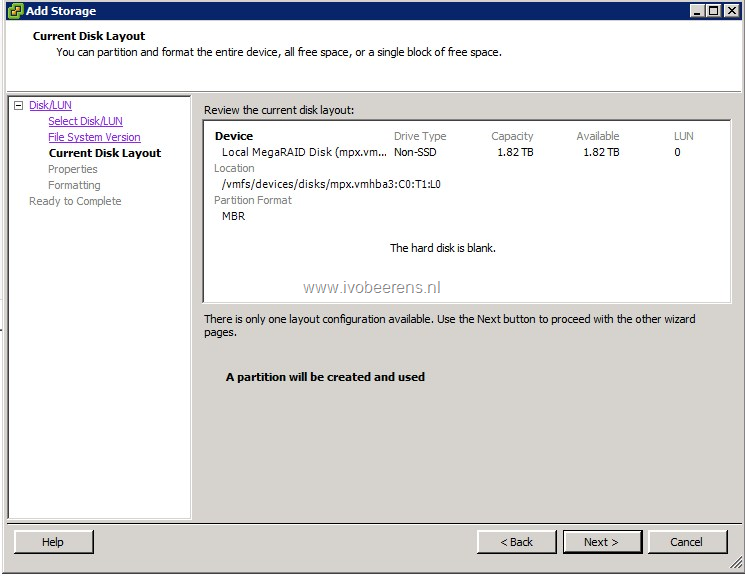 Add Storage
Current Disk Layout
You can partition and format the entire device, all free space, or a single block of free space.
Disk/LUN
Select Disk/LUN
File System Version
Current Disk Layout
Properties
Formatting
Ready to Complete
Review the current disk layout:
Device Drive Type Capacity Available LUN
Local MegaRAID Disk (mpx.vm... Non-SSD 1.82 TB 1.82 TB 0
Location
/vmfs/devices/disks/mpx.vmhba3:C0:T1:L0
Partition Format
MBR
The hard disk is blank.
www.ivobeerens.nl
There is only one layout configuration available. Use the Next button to proceed with the other wizard
pages.
A partition will be created and used
Help < Back Next > Cancel